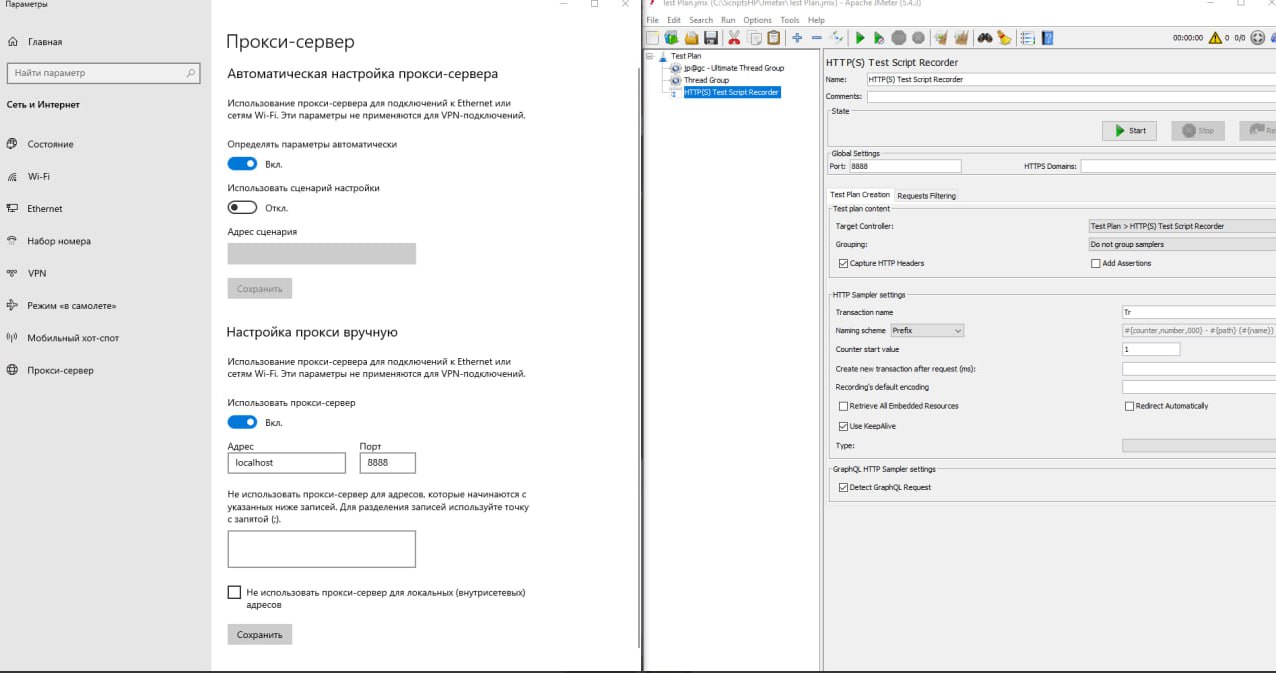 Параметры
Главная
Найти параметр
Сеть и Интернет
Состояние
Wi-Fi
Ethernet
Набор номера
VPN
Режим «в самолете»
Мобильный хот-спот
Прокси-сервер
Прокси-сервер
Автоматическая настройка прокси-сервера
Использование прокси-сервера для подключений к Ethernet или
сетям Wi-Fi. Эти параметры не применяются для VPN-подключений.
Определять параметры автоматически
Вкл.
Использовать сценарий настройки
Откл.
Адрес сценария
Сохранить
Настройка прокси вручную
Использование прокси-сервера для подключений к Ethernet или
сетям Wi-Fi. Эти параметры не применяются для VPN-подключений.
Использовать прокси-сервер
Вкл.
Адрес Порт
localhost 8888
Не использовать прокси-сервер для адресов, которые начинаются с
указанных ниже записей. Для разделения записей используйте точку
с запятой (;).
Не использовать прокси-сервер для локальных (внутрисетевых)
адресов
Сохранить
Test Plan.jmx (C:\ScriptsHP\Jmeter\Test Plan.jmx) - Apache JMeter (5.4.3)
File Edit Search Run Options Tools Help
00:00:00 0 0/0
Test Plan
jp@gc - Ultimate Thread Group
Thread Group
HTTP(S) Test Script Recorder
HTTP(S) Test Script Recorder
Name: HTTP(S) Test Script Recorder
Comments:
State
Start Stop Re
Global Settings
Port: 8888 HTTPS Domains:
Test Plan Creation Requests Filtering
Test plan content
Target Controller: Test Plan > HTTP(S) Test Script Recorder
Grouping: Do not group samplers
Capture HTTP Headers Add Assertions
HTTP Sampler settings
Transaction name Tr
Naming scheme Prefix #{counter,number,000} - #{path} (#{name})
Counter start value 1
Create new transaction after request (ms):
Recording's default encoding
Retrieve All Embedded Resources Redirect Automatically
Use KeepAlive
Type:
GraphQL HTTP Sampler settings
Detect GraphQL Request